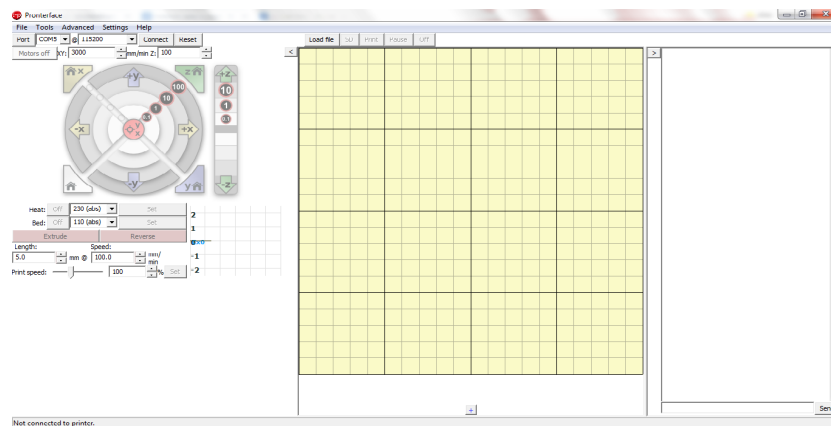 Pronterface
File Tools Advanced Settings Help
Port COM5 @ 115200 Connect Reset Load file SD Print Pause Off
Motors off XY: 3000 mm/min Z: 100 < >
x z +Z
+y 100 10
10 1
1 0.1
0.1
-x y x +x
-y y -Z
Heat: Off 230 (abs) Set
Bed: Off 110 (abs) Set
Extrude Reverse
Length: Speed:
5.0 mm @ 100.0 mm/
min
Print speed: 100 % Set
2
1
-1
-2
+
Sen
Not connected to printer.